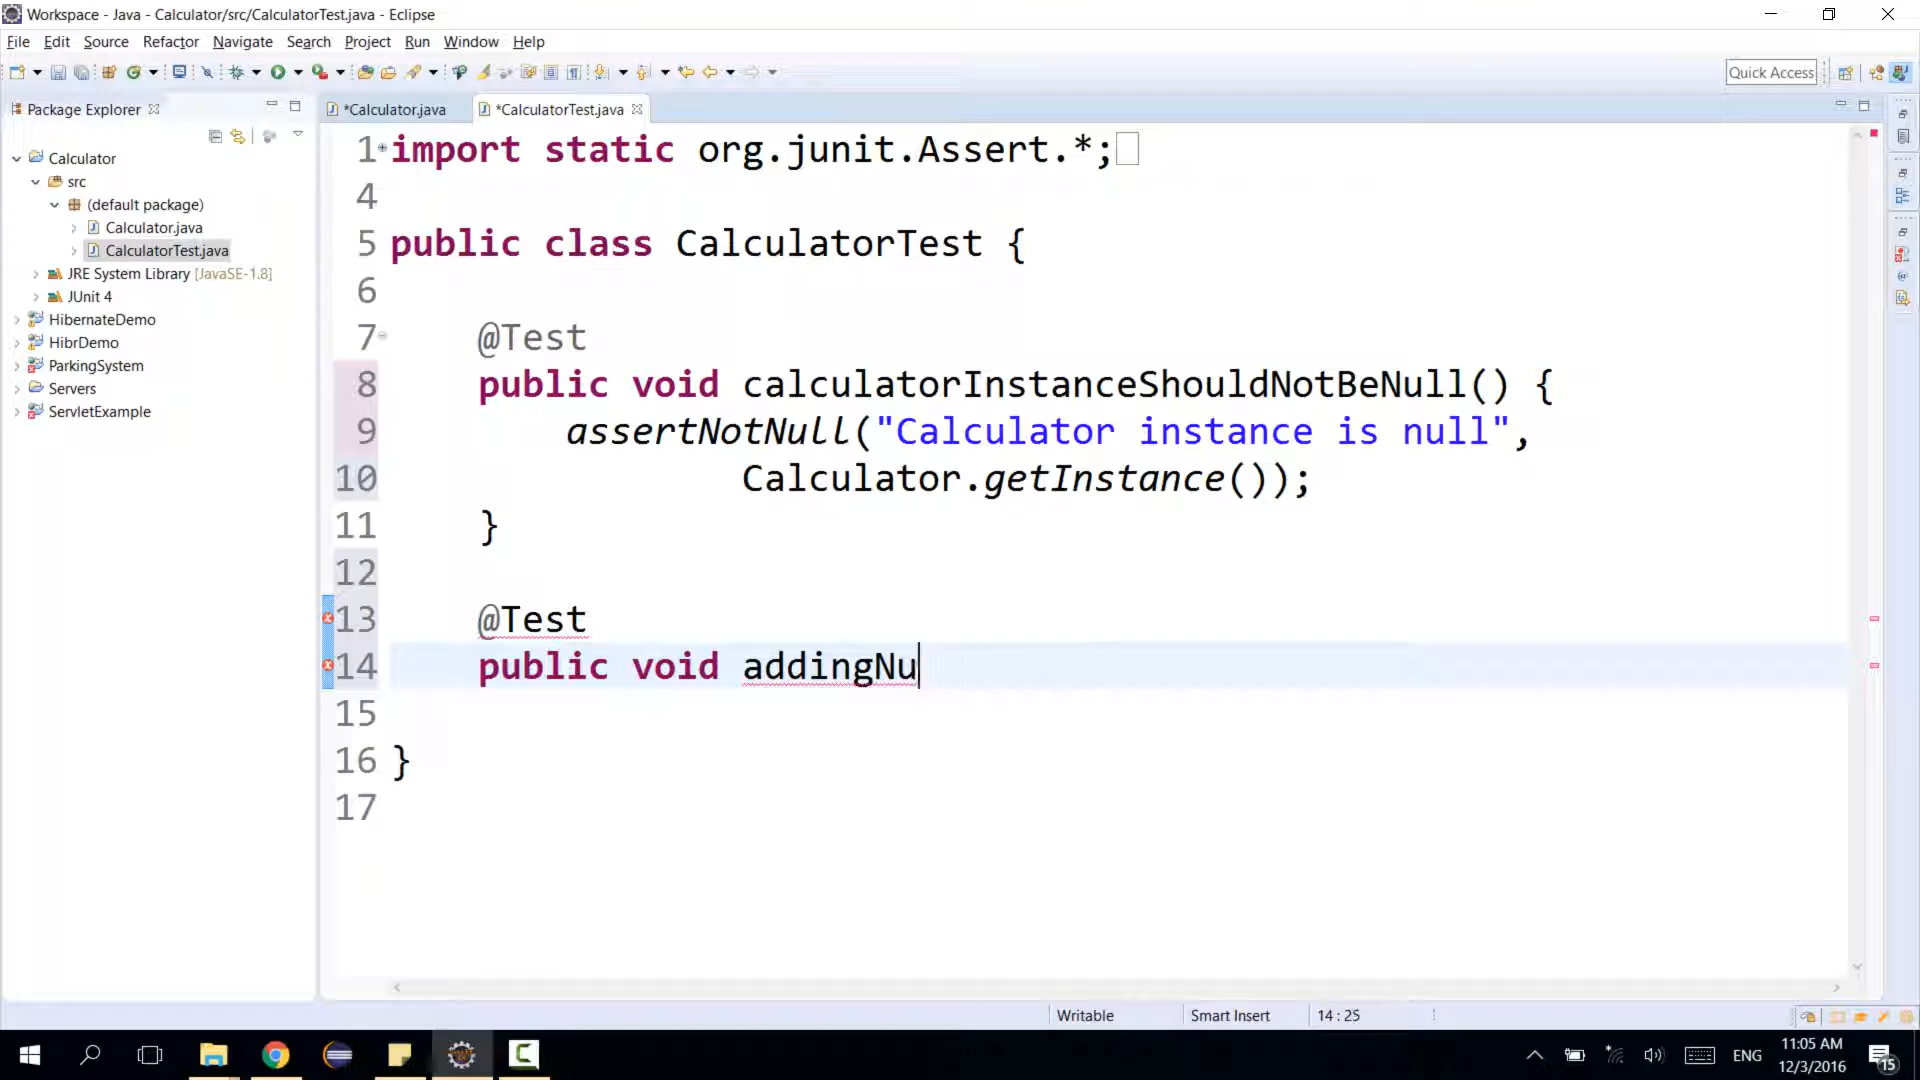 Workspace - Java - Calculator/src/CalculatorTest.java - Eclipse
File Edit Source Refactor Navigate Search Project Run Window Help
Quick Access
Package Explorer
*Calculator.java
*CalculatorTest.java
Calculator
src
(default package)
Calculator.java
CalculatorTest.java
JRE System Library [JavaSE-1.8]
JUnit 4
HibernateDemo
HibrDemo
ParkingSystem
Servers
ServletExample
1 import static org.junit.Assert.*;
4
5 public class CalculatorTest {
6
7 @Test
8 public void calculatorInstanceShouldNotBeNull() {
9 assertNotNull("Calculator instance is null",
10 Calculator.getInstance());
11 }
12
13 @Test
14 public void addingNu
15
16 }
17
Writable
Smart Insert
14 : 25
ENG
11:05 AM
12/3/2016
15